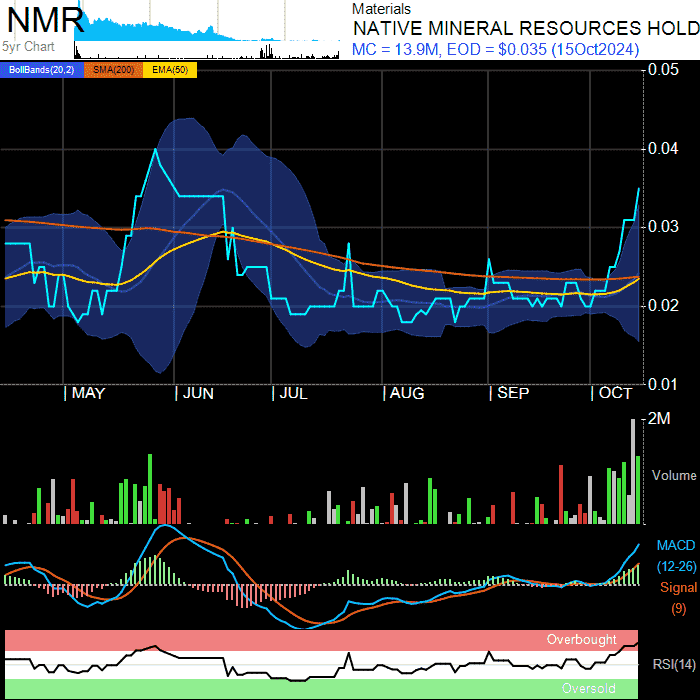 NMR
5yr Chart
Materials
NATIVE MINERAL RESOURCES HOLD
MC = 13.9M, EOD = $0.035 (15Oct2024)
BollBands(20,2) SMA(200) EMA(50)
0.05
0.04
0.03
0.02
0.01
MAY JUN JUL AUG SEP OCT
2M
Volume
MACD
(12-26)
Signal
(9)
Overbought
RSI(14)
Oversold